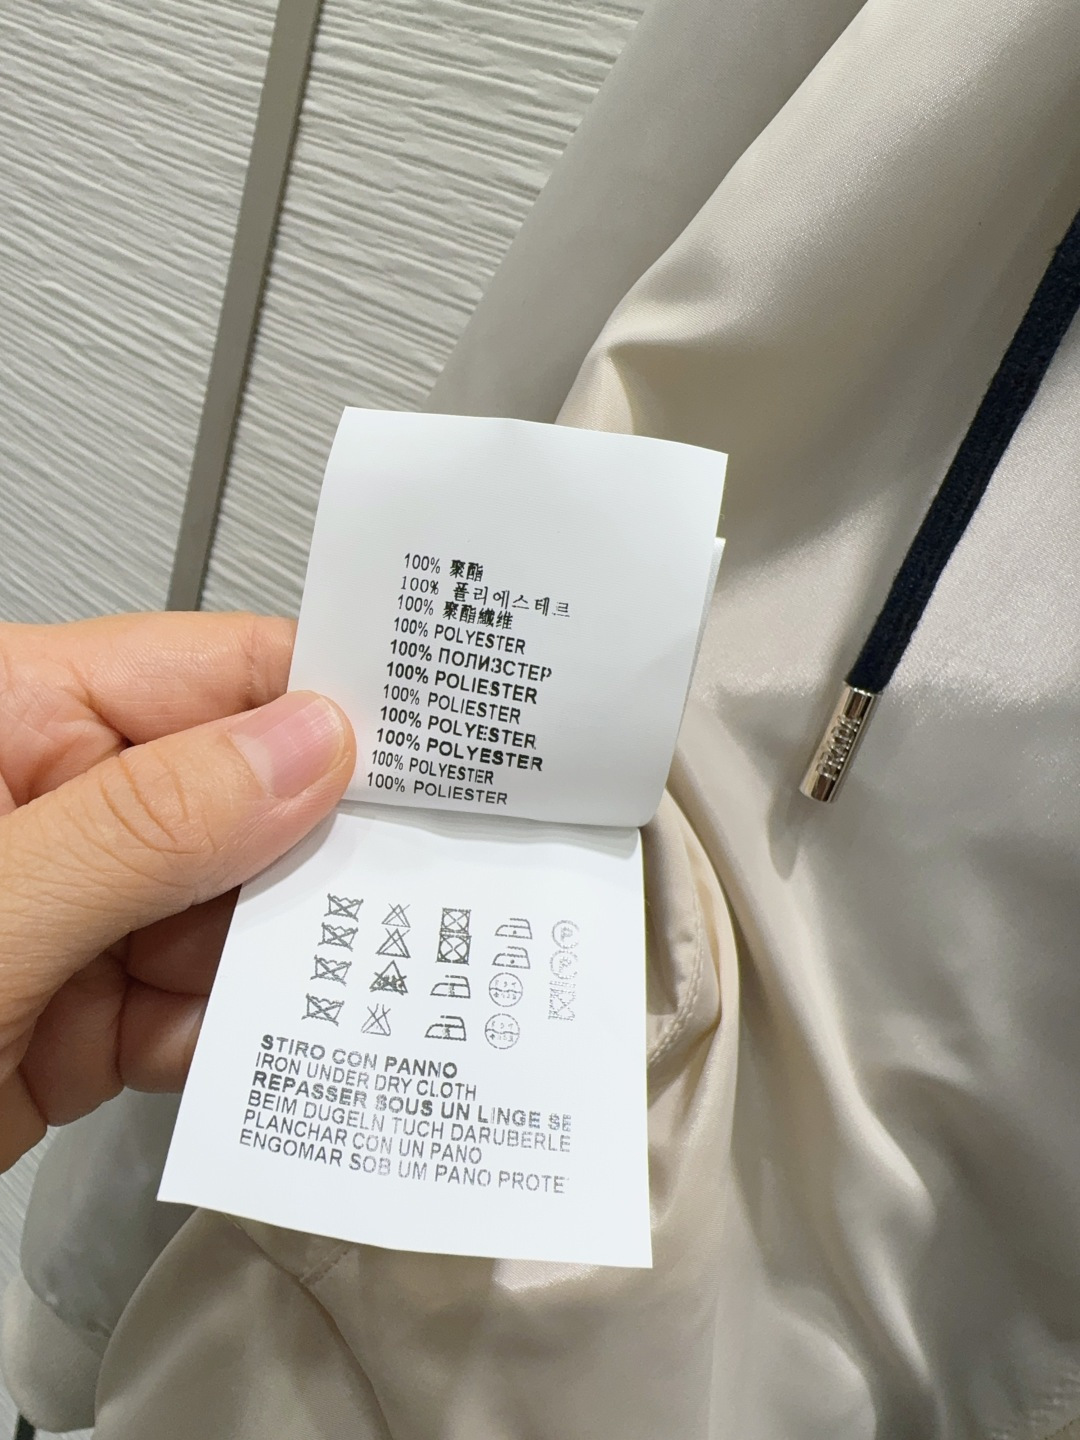 100% 聚酯
100% 폴리에스테르
100% 聚酯纖维
100% POLYESTER
100% ПОЛИЗСТЕР
100% POLIESTER
100% POLIESTER
100% POLYESTER
100% POLYESTER
100% POLYESTER
100% POLIESTER
STIRO CON PANNO
IRON UNDER DRY CLOTH
REPASSER SOUS UN LINGE SE
BEIM DUGELN TUCH DARUBERLE
PLANCHAR CON UN PANO
ENGOMAR SOB UM PANO PROTE